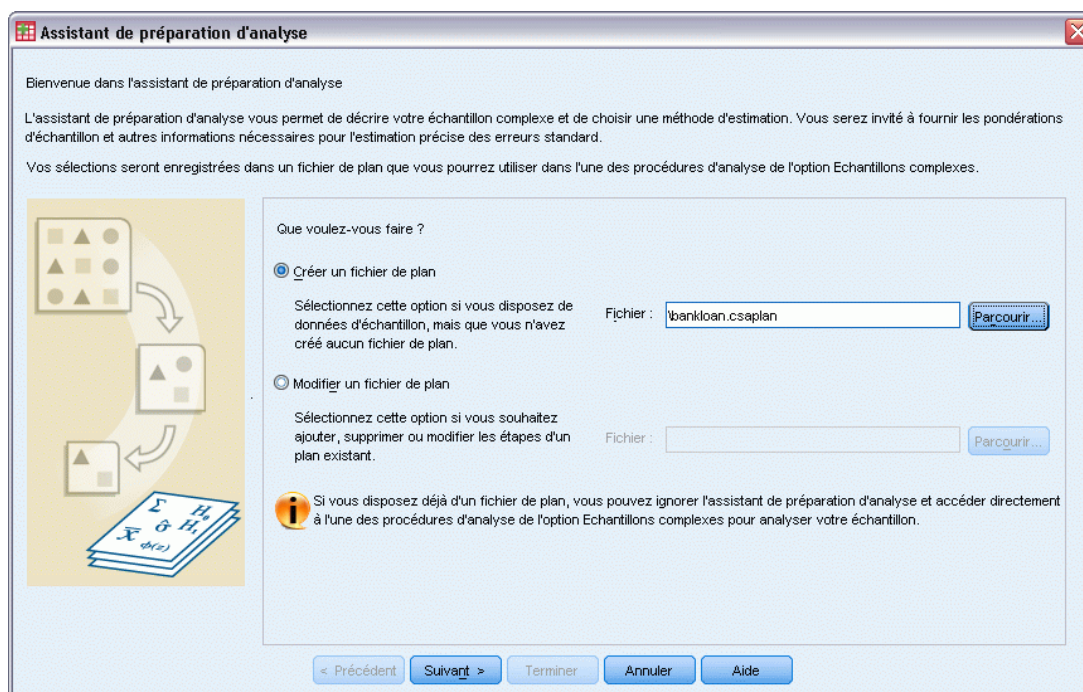 Assistant de préparation d'analyse
Bienvenue dans l'assistant de préparation d'analyse
L'assistant de préparation d'analyse vous permet de décrire votre échantillon complexe et de choisir une méthode d'estimation. Vous serez invité à fournir les pondérations
d'échantillon et autres informations nécessaires pour l'estimation précise des erreurs standard.
Vos sélections seront enregistrées dans un fichier de plan que vous pourrez utiliser dans l'une des procédures d'analyse de l'option Echantillons complexes.
Que voulez-vous faire ?
Créer un fichier de plan
Sélectionnez cette option si vous disposez de
données d'échantillon, mais que vous n'avez
créé aucun fichier de plan.
Fichier : \bankloan.csaplan Parcourir...
Modifier un fichier de plan
Sélectionnez cette option si vous souhaitez
ajouter, supprimer ou modifier les étapes d'un
plan existant.
Fichier : Parcourir...
Si vous disposez déjà d'un fichier de plan, vous pouvez ignorer l'assistant de préparation d'analyse et accéder directement
à l'une des procédures d'analyse de l'option Echantillons complexes pour analyser votre échantillon.
Σ H₀
x̄ σ̂ H₁
φ(z)
< Précédent Suivant > Terminer Annuler Aide